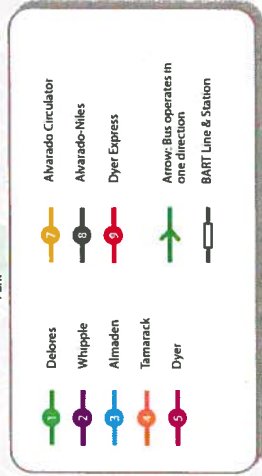 1 Delores
2 Whipple
3 Almaden
4 Tamarack
5 Dyer
7 Alvarado Circulator
8 Alvarado-Niles
9 Dyer Express
Arrow: Bus operates in
one direction
BART Line & Station